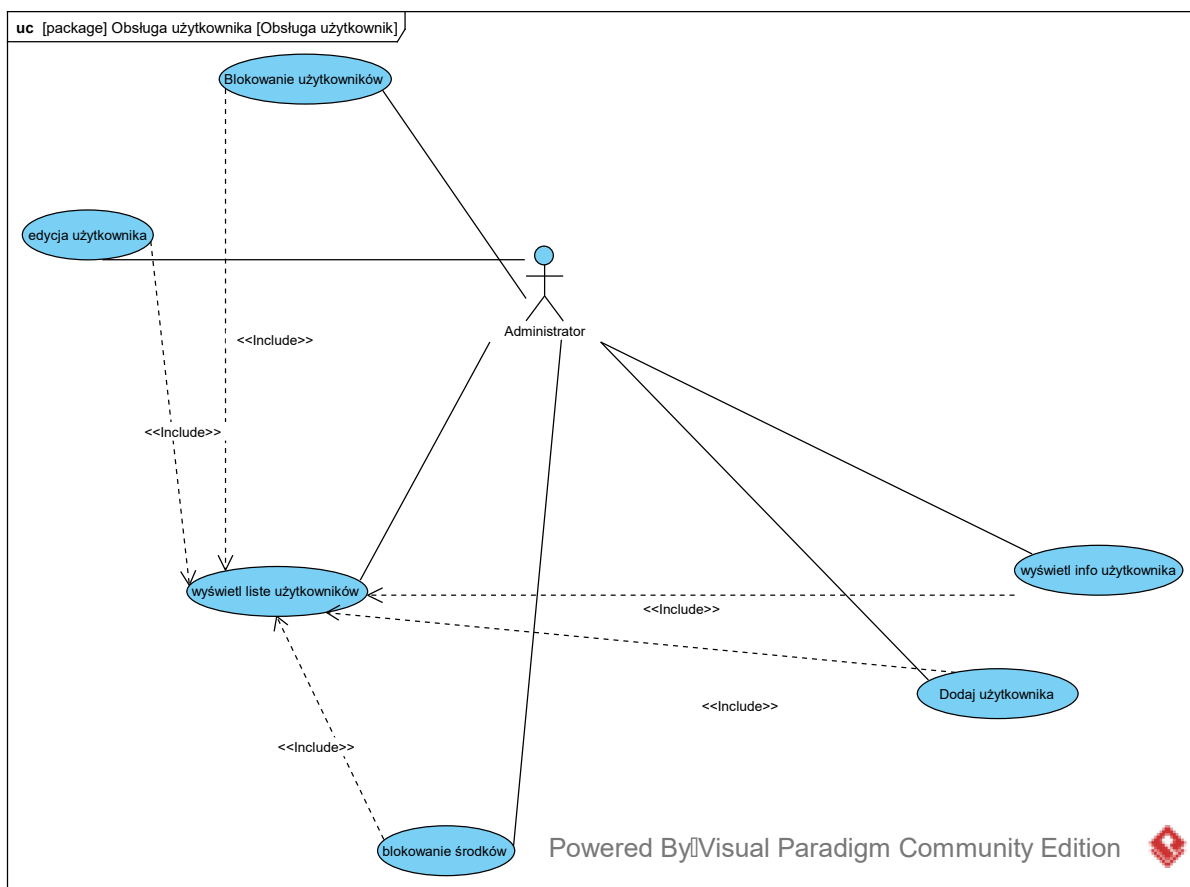 uc [package] Obsługa użytkownika [Obsługa użytkownik]
Blokowanie użytkowników
edycja użytkownika
Administrator
<<Include>>
<<Include>>
wyświetl info użytkownika
wyświetl liste użytkowników
<<Include>>
Dodaj użytkownika
<<Include>>
<<Include>>
blokowanie środków
Powered By Visual Paradigm Community Edition